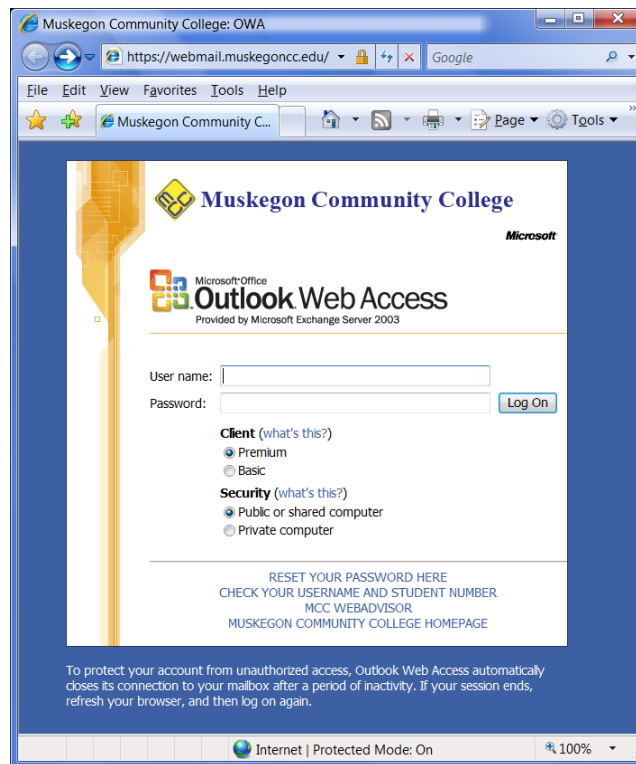 Muskegon Community College: OWA
https://webmail.muskegoncc.edu/ Google
File Edit View Favorites Tools Help
Muskegon Community C... Page Tools »
Muskegon Community College
Microsoft
Microsoft Office
Outlook Web Access
Provided by Microsoft Exchange Server 2003
User name:
Password: Log On
Client (what's this?)
Premium
Basic
Security (what's this?)
Public or shared computer
Private computer
RESET YOUR PASSWORD HERE
CHECK YOUR USERNAME AND STUDENT NUMBER
MCC WEBADVISOR
MUSKEGON COMMUNITY COLLEGE HOMEPAGE
To protect your account from unauthorized access, Outlook Web Access automatically
closes its connection to your mailbox after a period of inactivity. If your session ends,
refresh your browser, and then log on again.
Internet | Protected Mode: On 100%